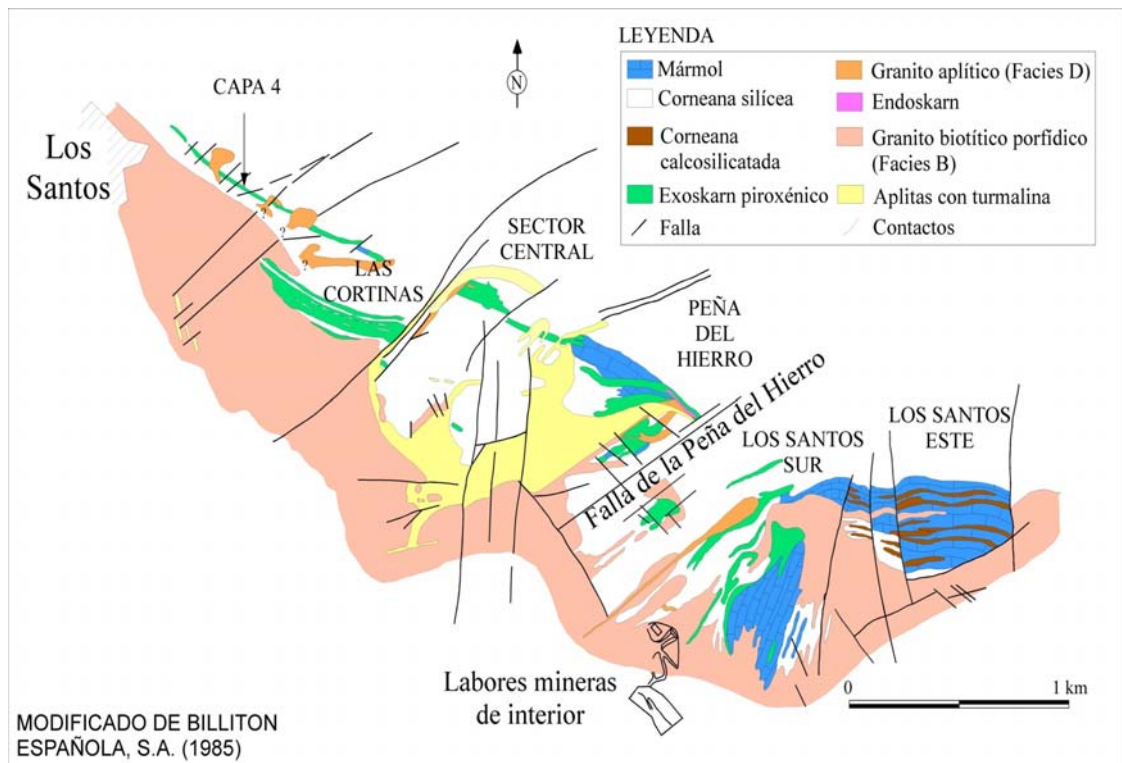 LEYENDA
Mármol
Corneana silícea
Corneana
calcosilicatada
Exoskarn piroxénico
Falla
Granito aplítico (Facies D)
Endoskarn
Granito biotítico porfídico
(Facies B)
Aplitas con turmalina
Contactos
N
CAPA 4
Los
Santos
?
?
?
LAS
CORTINAS
SECTOR
CENTRAL
PEÑA
DEL
HIERRO
Falla de la Peña del Hierro
LOS SANTOS
SUR
LOS SANTOS
ESTE
Labores mineras
de interior
0
1 km
MODIFICADO DE BILLITON
ESPAÑOLA, S.A. (1985)